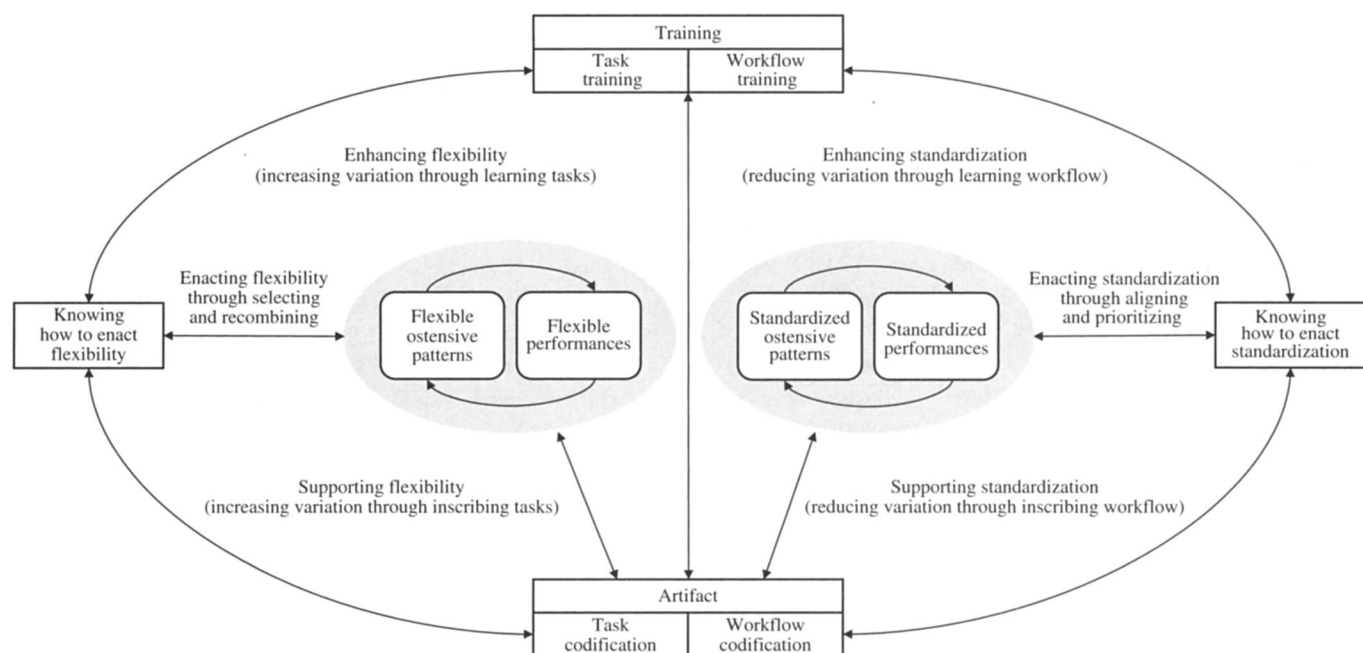 Training
Task
training
Workflow
training
Enhancing flexibility
(increasing variation through learning tasks)
Enhancing standardization
(reducing variation through learning workflow)
Enacting flexibility
through selecting
and recombining
Enacting standardization
through aligning
and prioritizing
Knowing
how to enact
flexibility
Flexible
ostensive
patterns
Flexible
performances
Standardized
ostensive
patterns
Standardized
performances
Knowing
how to enact
standardization
Supporting flexibility
(increasing variation through inscribing tasks)
Supporting standardization
(reducing variation through inscribing workflow)
Artifact
Task
codification
Workflow
codification